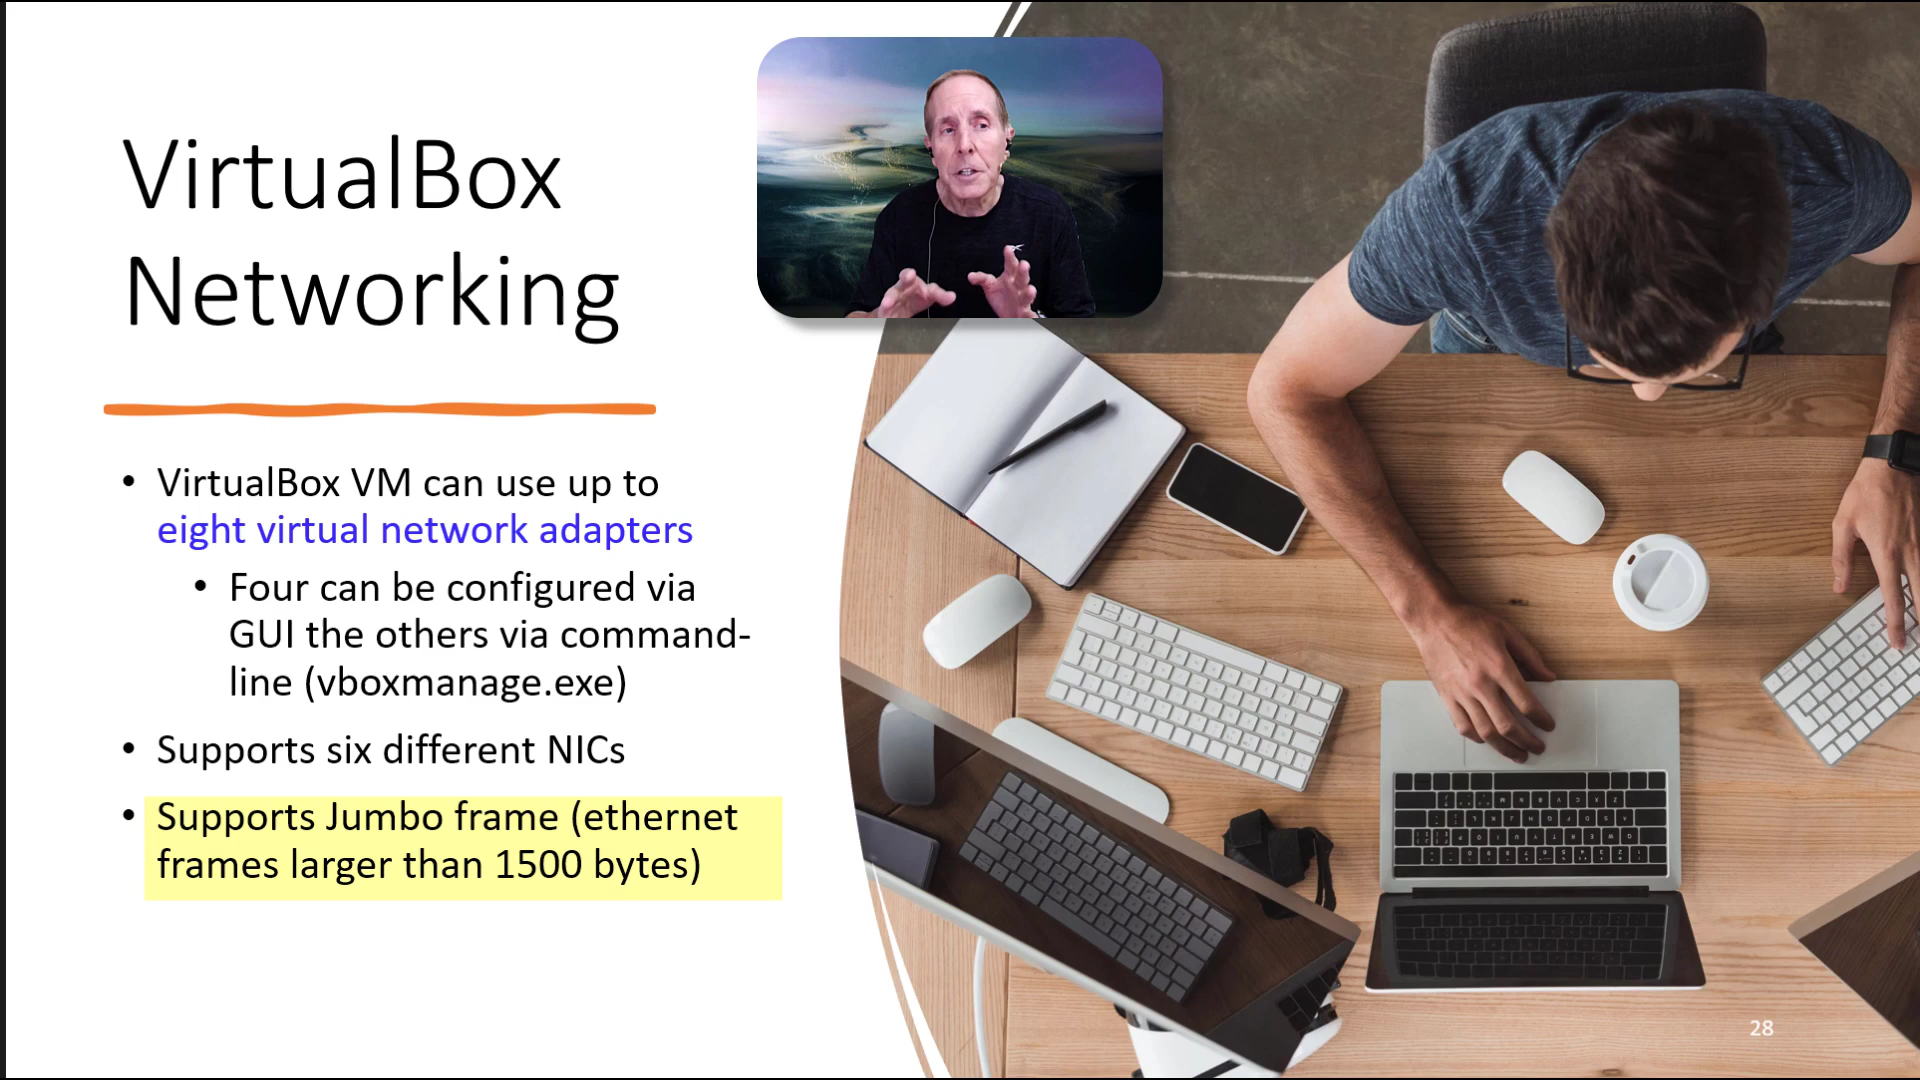 VirtualBox
Networking
• VirtualBox VM can use up to
eight virtual network adapters
• Four can be configured via
GUI the others via command-
line (vboxmanage.exe)
• Supports six different NICs
• Supports Jumbo frame (ethernet
frames larger than 1500 bytes)
28